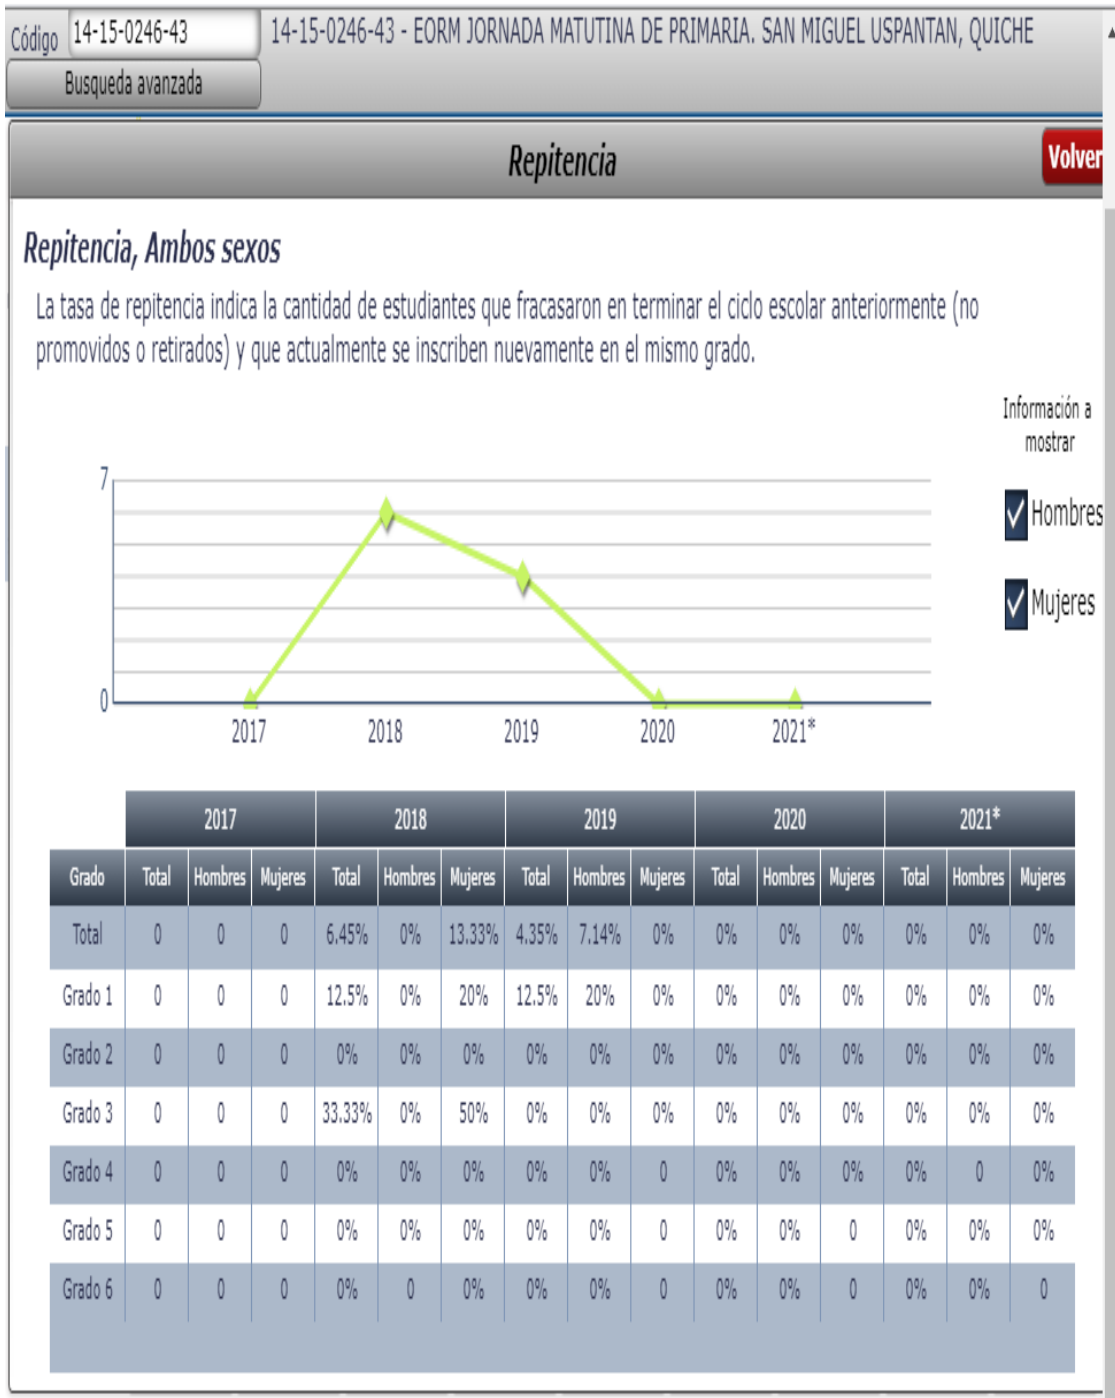 Código 14-15-0246-43 14-15-0246-43 - EORM JORNADA MATUTINA DE PRIMARIA. SAN MIGUEL USPANTAN, QUICHE
Busqueda avanzada
Repitencia Volver
Repitencia, Ambos sexos
La tasa de repitencia indica la cantidad de estudiantes que fracasaron en terminar el ciclo escolar anteriormente (no
promovidos o retirados) y que actualmente se inscriben nuevamente en el mismo grado.
Información a
mostrar
Hombres
Mujeres
7
0
2017 2018 2019 2020 2021*
2017 2018 2019 2020 2021*
Grado Total Hombres Mujeres Total Hombres Mujeres Total Hombres Mujeres Total Hombres Mujeres Total Hombres Mujeres
Total 0 0 0 6.45% 0% 13.33% 4.35% 7.14% 0% 0% 0% 0% 0% 0% 0%
Grado 1 0 0 0 12.5% 0% 20% 12.5% 20% 0% 0% 0% 0% 0% 0% 0%
Grado 2 0 0 0 0% 0% 0% 0% 0% 0% 0% 0% 0% 0% 0% 0%
Grado 3 0 0 0 33.33% 0% 50% 0% 0% 0% 0% 0% 0% 0% 0% 0%
Grado 4 0 0 0 0% 0% 0% 0% 0% 0 0% 0% 0% 0% 0 0%
Grado 5 0 0 0 0% 0% 0% 0% 0% 0 0% 0% 0 0% 0% 0%
Grado 6 0 0 0 0% 0 0% 0% 0% 0 0% 0% 0 0% 0% 0